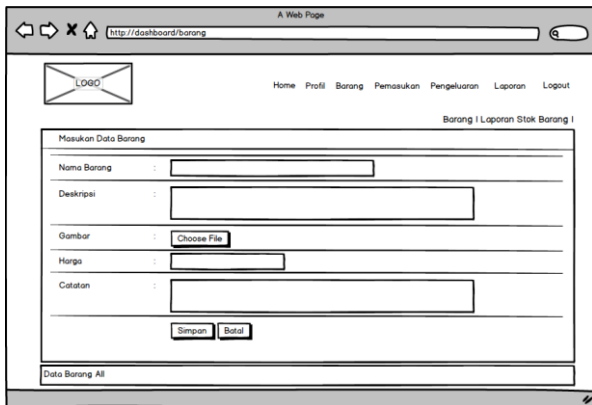 A Web Page
http://dashboard/barang
LOGO
Home Profil Barang Pemasukan Pengeluaran Laporan Logout
Barang | Laporan Stok Barang |
Masukan Data Barang
Nama Barang :
Deskripsi :
Gambar : Choose File
Harga :
Catatan :
Simpan Batal
Data Barang All